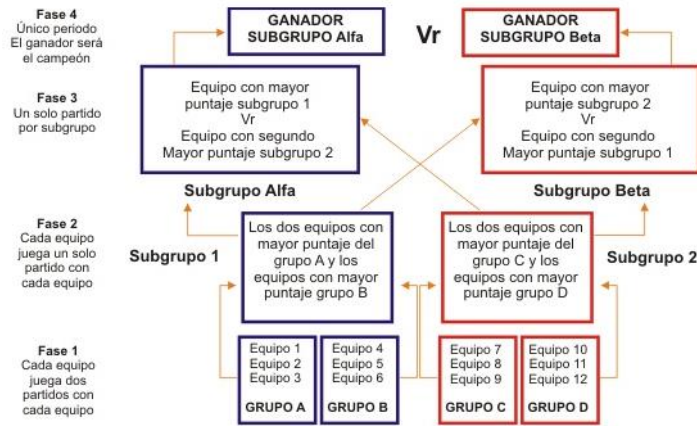 Fase 4
Único periodo
El ganador será
el campeón
GANADOR
SUBGRUPO Alfa
Vr
GANADOR
SUBGRUPO Beta
Fase 3
Un solo partido
por subgrupo
Equipo con mayor
puntaje subgrupo 1
Vr
Equipo con segundo
Mayor puntaje subgrupo 2
Equipo con mayor
puntaje subgrupo 2
Vr
Equipo con segundo
Mayor puntaje subgrupo 1
Subgrupo Alfa
Subgrupo Beta
Fase 2
Cada equipo
juega un solo
partido con
cada equipo
Subgrupo 1
Los dos equipos con
mayor puntaje del
grupo A y los
equipos con mayor
puntaje grupo B
Los dos equipos con
mayor puntaje del
grupo C y los
equipos con mayor
puntaje grupo D
Subgrupo 2
Fase 1
Cada equipo
juega dos
partidos con
cada equipo
Equipo 1
Equipo 2
Equipo 3
GRUPO A
Equipo 4
Equipo 5
Equipo 6
GRUPO B
Equipo 7
Equipo 8
Equipo 9
GRUPO C
Equipo 10
Equipo 11
Equipo 12
GRUPO D